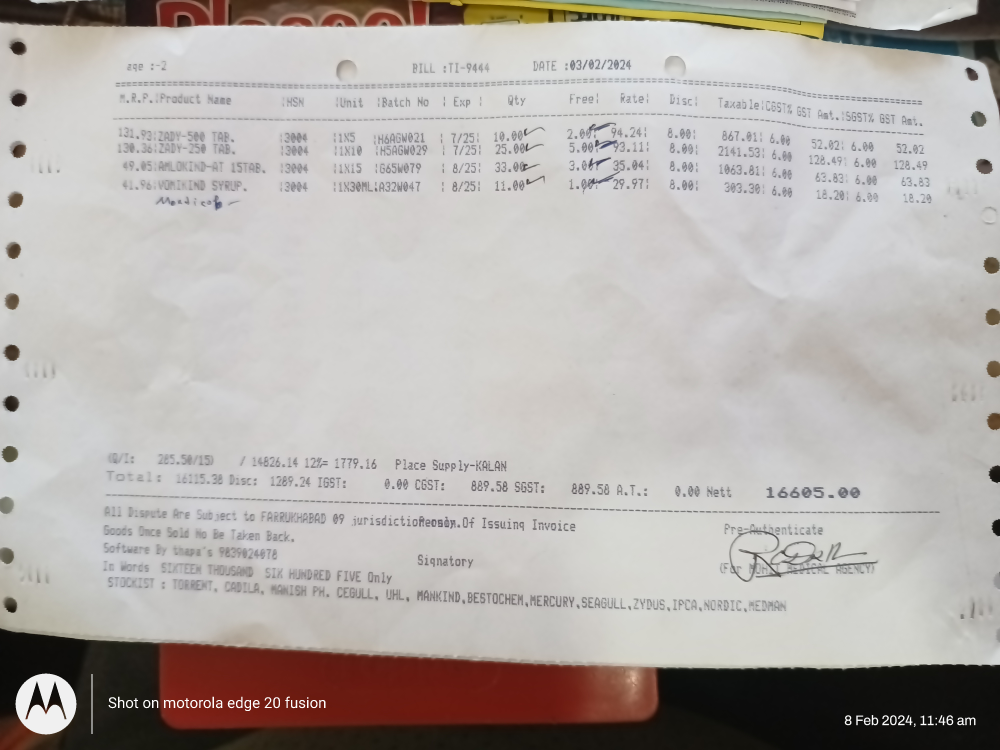 age :-2 BILL :TI-9444 DATE :03/02/2024
M.R.P.|Product Name |HSN |Unit |Batch No | Exp | Qty Free| Rate| Disc| Taxable|CGST% GST Amt.|SGST% GST Amt.
131.93|ZADY-500 TAB. |3004 |1X5 |H6AGW021 | 7/25| 10.00 2.00| 94.24| 8.00| 867.01| 6.00 52.02| 6.00 52.02
130.36|ZADY-250 TAB. |3004 |1X10 |H5AGW029 | 7/25| 25.00 5.00| 93.11| 8.00| 2141.53| 6.00 128.49| 6.00 128.49
49.05|AMLOKIND-AT 15TAB. |3004 |1X15 |G65W079 | 8/25| 33.00 3.00| 35.04| 8.00| 1063.81| 6.00 63.83| 6.00 63.83
41.96|VOMIKIND SYRUP. |3004 |1X30ML|A32W047 | 8/25| 11.00 1.00| 29.97| 8.00| 303.30| 6.00 18.20| 6.00 18.20
(G/I: 285.50/15) / 14826.14 12%= 1779.16 Place Supply-KALAN
Total: 16115.38 Disc: 1289.24 IGST: 0.00 CGST: 889.58 SGST: 889.58 A.T.: 0.00 Nett 16605.00
All Dispute Are Subject to FARRUKHABAD 09 jurisdiction Of Issuing Invoice
Goods Once Sold No Be Taken Back. Pre-Authenticate
Software By thapa's 9839024078 Signatory
In Words SIXTEEN THOUSAND SIX HUNDRED FIVE Only (For MOHIT MEDICAL AGENCY)
STOCKIST : TORRENT, CADILA, MANISH PH. CEGULL, UHL, MANKIND,BESTOCHEM,MERCURY,SEAGULL,ZYDUS,IPCA,NORDIC,MEDMAN
Shot on motorola edge 20 fusion
8 Feb 2024, 11:46 am